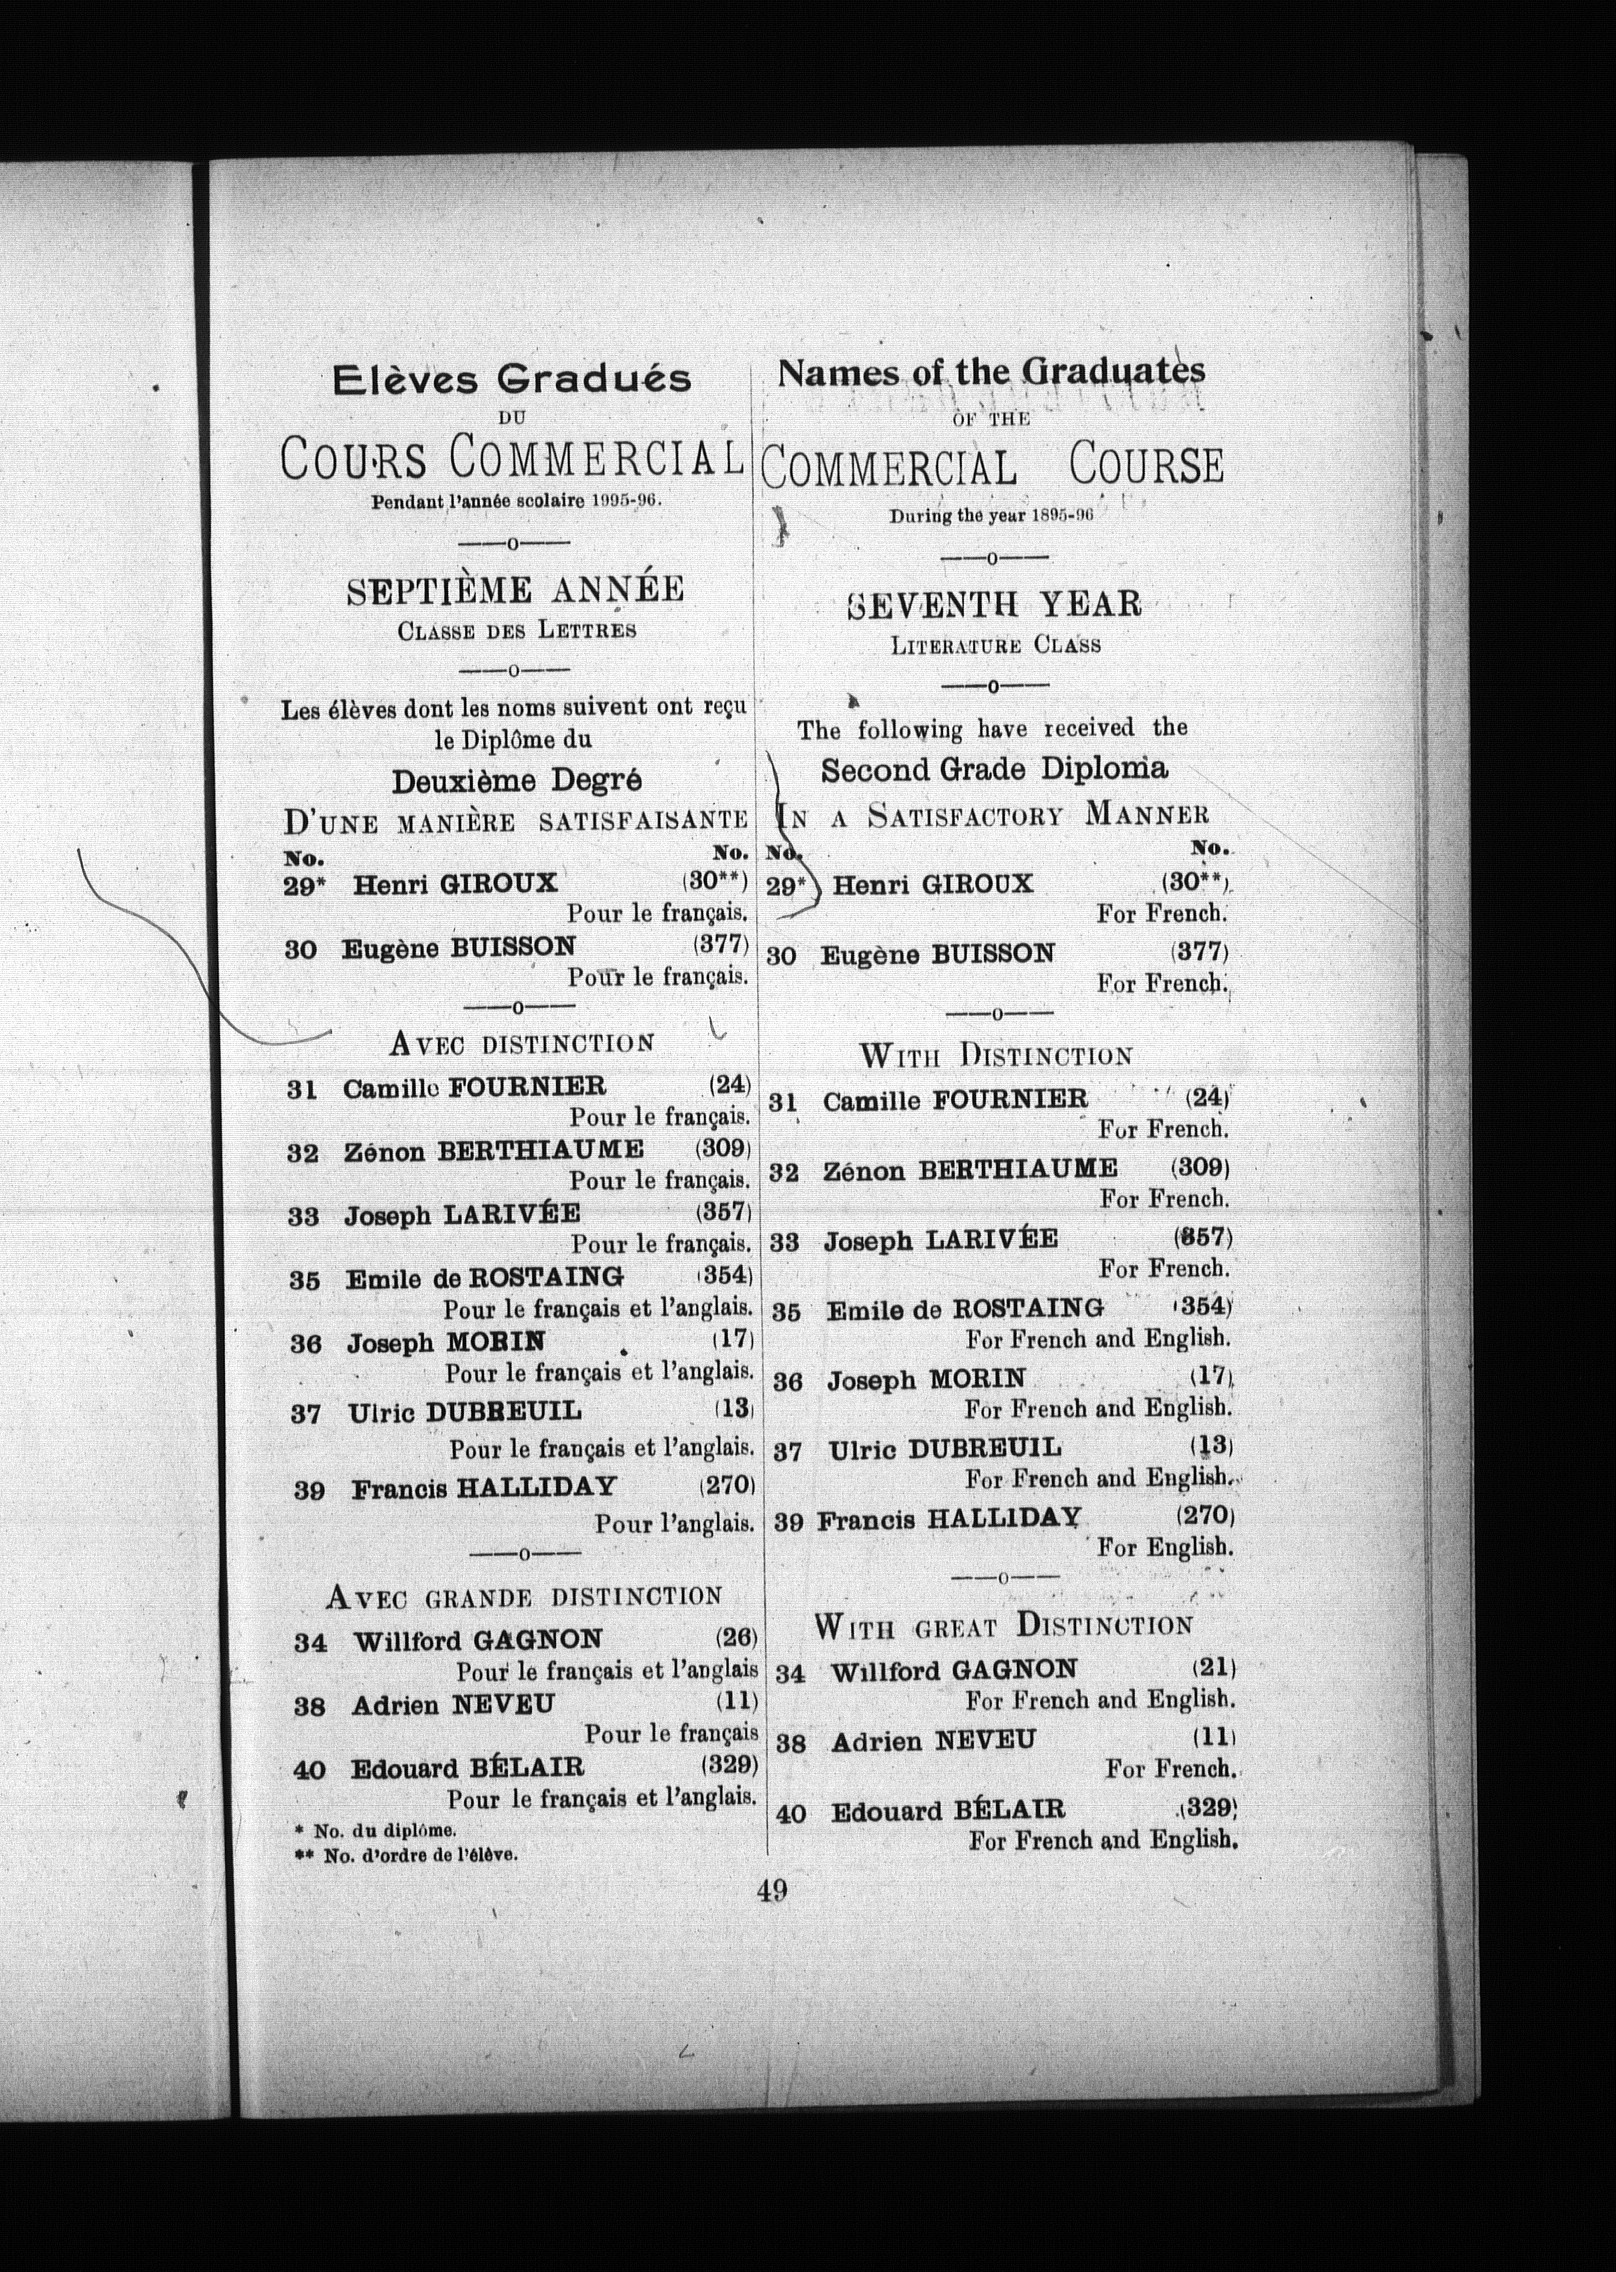 Elèves Gradués
DU
COURS COMMERCIAL
Pendant l'année scolaire 1995-96.
——o——
SEPTIÈME ANNÉE
CLASSE DES LETTRES
——o——
Les élèves dont les noms suivent ont reçu
le Diplôme du
Deuxième Degré
D'UNE MANIÈRE SATISFAISANTE
No. No.
29* Henri GIROUX (30**)
Pour le français.
30 Eugène BUISSON (377)
Pour le français.
——o——
AVEC DISTINCTION
31 Camille FOURNIER (24)
Pour le français.
32 Zénon BERTHIAUME (309)
Pour le français.
33 Joseph LARIVÉE (357)
Pour le français.
35 Emile de ROSTAING (354)
Pour le français et l'anglais.
36 Joseph MORIN (17)
Pour le français et l'anglais.
37 Ulric DUBREUIL (13)
Pour le français et l'anglais.
39 Francis HALLIDAY (270)
Pour l'anglais.
——o——
AVEC GRANDE DISTINCTION
34 Willford GAGNON (26)
Pour le français et l'anglais
38 Adrien NEVEU (11)
Pour le français
40 Edouard BÉLAIR (329)
Pour le français et l'anglais.
* No. du diplôme.
** No. d'ordre de l'élève.
Names of the Graduates
OF THE
COMMERCIAL COURSE
During the year 1895-96
——o——
SEVENTH YEAR
LITERATURE CLASS
——o——
The following have received the
Second Grade Diploma
IN A SATISFACTORY MANNER
No. No.
29* Henri GIROUX (30**)
For French.
30 Eugène BUISSON (377)
For French.
——o——
WITH DISTINCTION
31 Camille FOURNIER (24)
For French.
32 Zénon BERTHIAUME (309)
For French.
33 Joseph LARIVÉE (357)
For French.
35 Emile de ROSTAING (354)
For French and English.
36 Joseph MORIN (17)
For French and English.
37 Ulric DUBREUIL (13)
For French and English.
39 Francis HALLIDAY (270)
For English.
——o——
WITH GREAT DISTINCTION
34 Willford GAGNON (21)
For French and English.
38 Adrien NEVEU (11)
For French.
40 Edouard BÉLAIR (329)
For French and English.
49